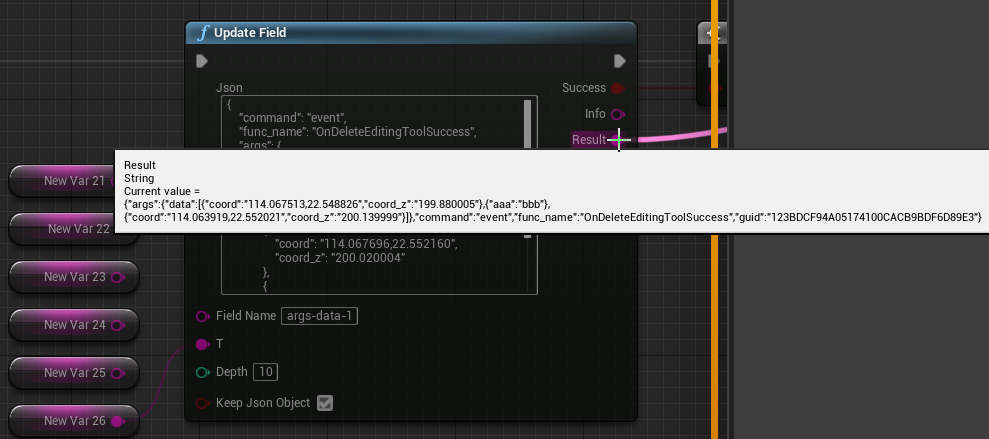 f Update Field
Json
Success
{
"command": "event",
"func_name": "OnDeleteEditingToolSuccess",
"args": {
Info
Result
Result
String
Current value =
{"args":{"data":[{"coord":"114.067513,22.548826","coord_z":"199.880005"},{"aaa":"bbb"},
{"coord":"114.063919,22.552021","coord_z":"200.139999"}]},"command":"event","func_name":"OnDeleteEditingToolSuccess","guid":"123BDCF94A05174100CACB9BDF6D89E3"}
New Var 21
New Var 22
"coord": "114.067696,22.552160",
"coord_z": "200.020004"
},
{
New Var 23
New Var 24
New Var 25
New Var 26
Field Name args-data-1
T
Depth 10
Keep Json Object